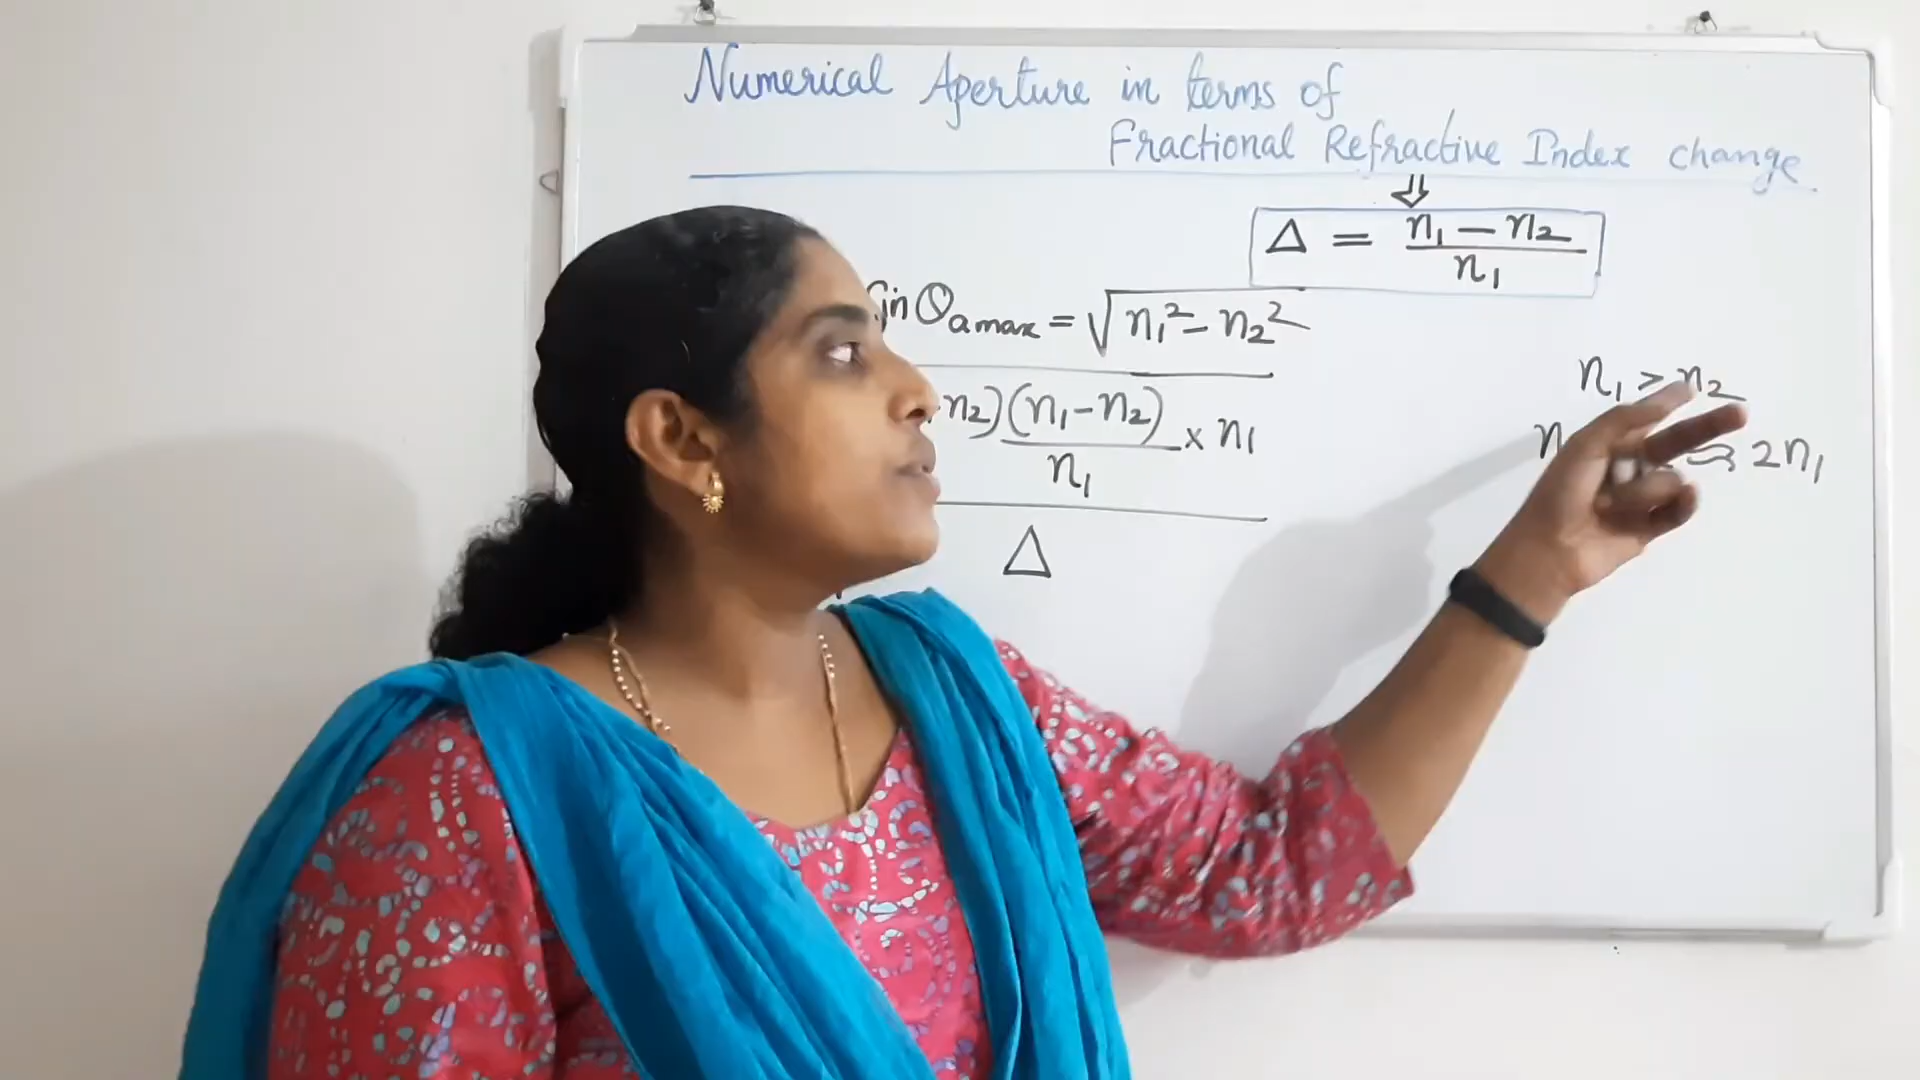 Numerical Aperture in terms of
Fractional Refractive Index change
⇓
Δ = n₁ − n₂ / n₁
in θₐ ₘₐₓ = √n₁² − n₂²
n₂)(n₁ − n₂) / n₁ × n₁
Δ
n₁ > n₂
n ≈ 2n₁